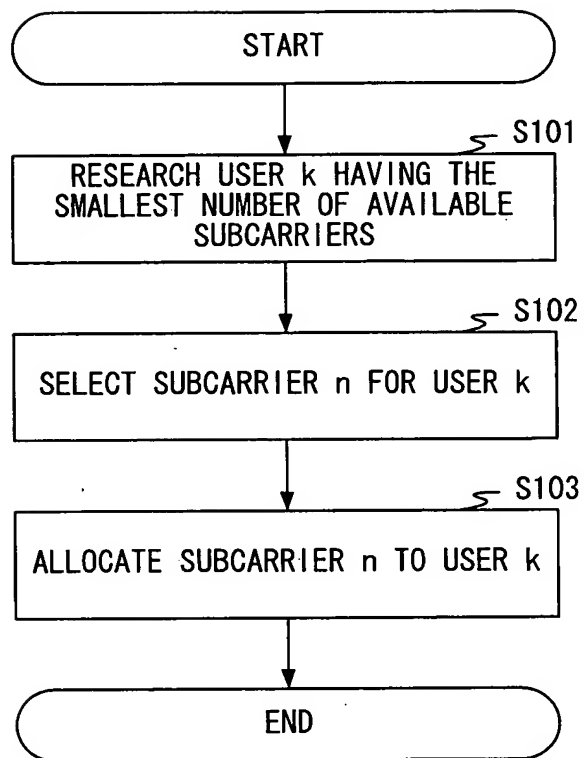 START
S101
RESEARCH USER k HAVING THE
SMALLEST NUMBER OF AVAILABLE
SUBCARRIERS
S102
SELECT SUBCARRIER n FOR USER k
S103
ALLOCATE SUBCARRIER n TO USER k
END